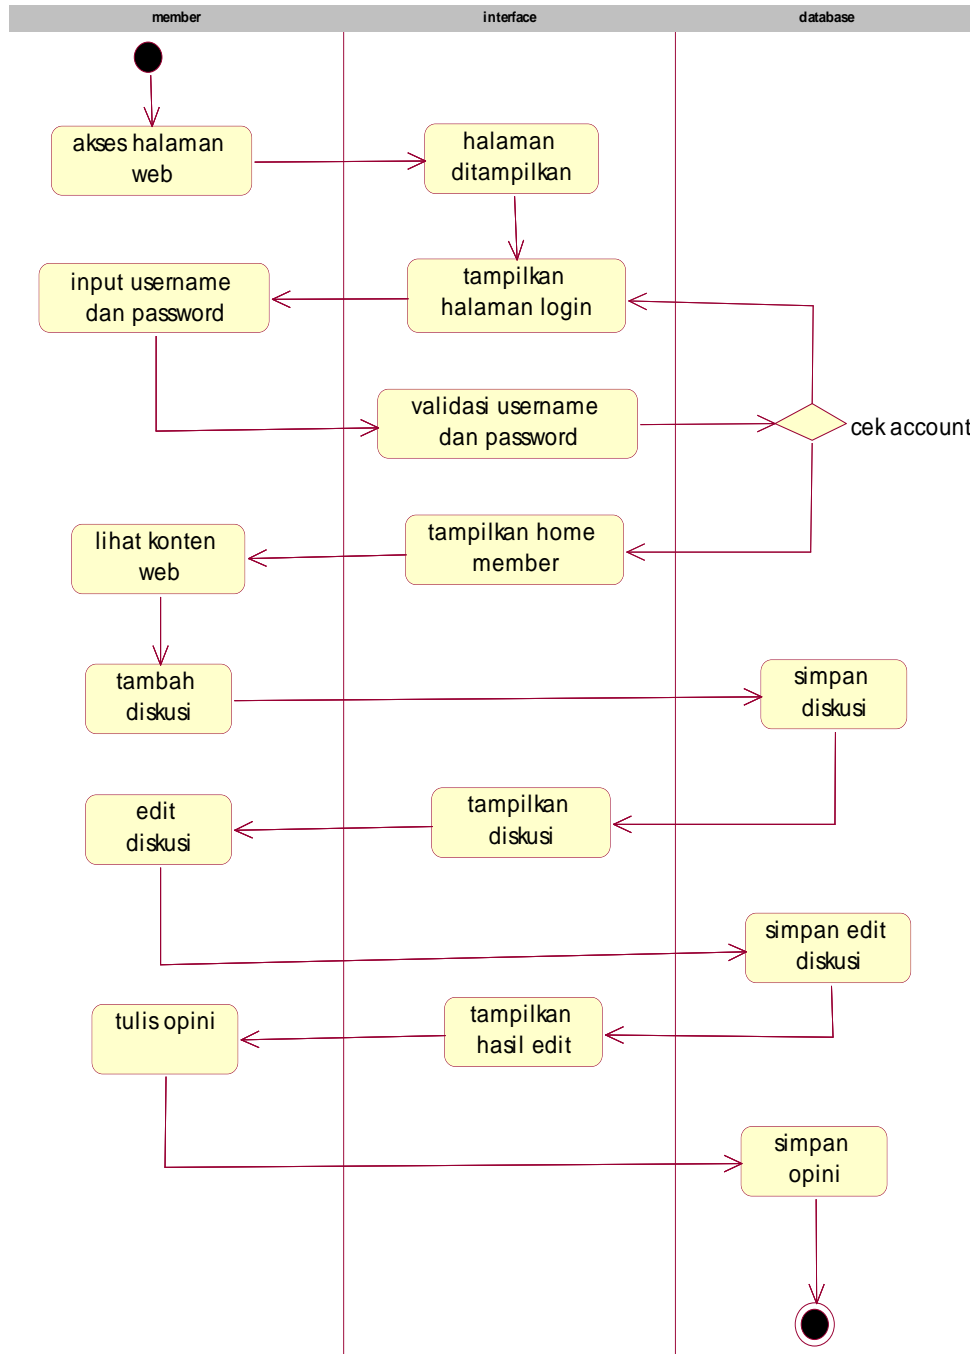 member
interface
database
akses halaman
web
halaman
ditampilkan
input username
dan password
tampilkan
halaman login
validasi username
dan password
cek account
lihat konten
web
tampilkan home
member
tambah
diskusi
simpan
diskusi
edit
diskusi
tampilkan
diskusi
simpan edit
diskusi
tulis opini
tampilkan
hasil edit
simpan
opini